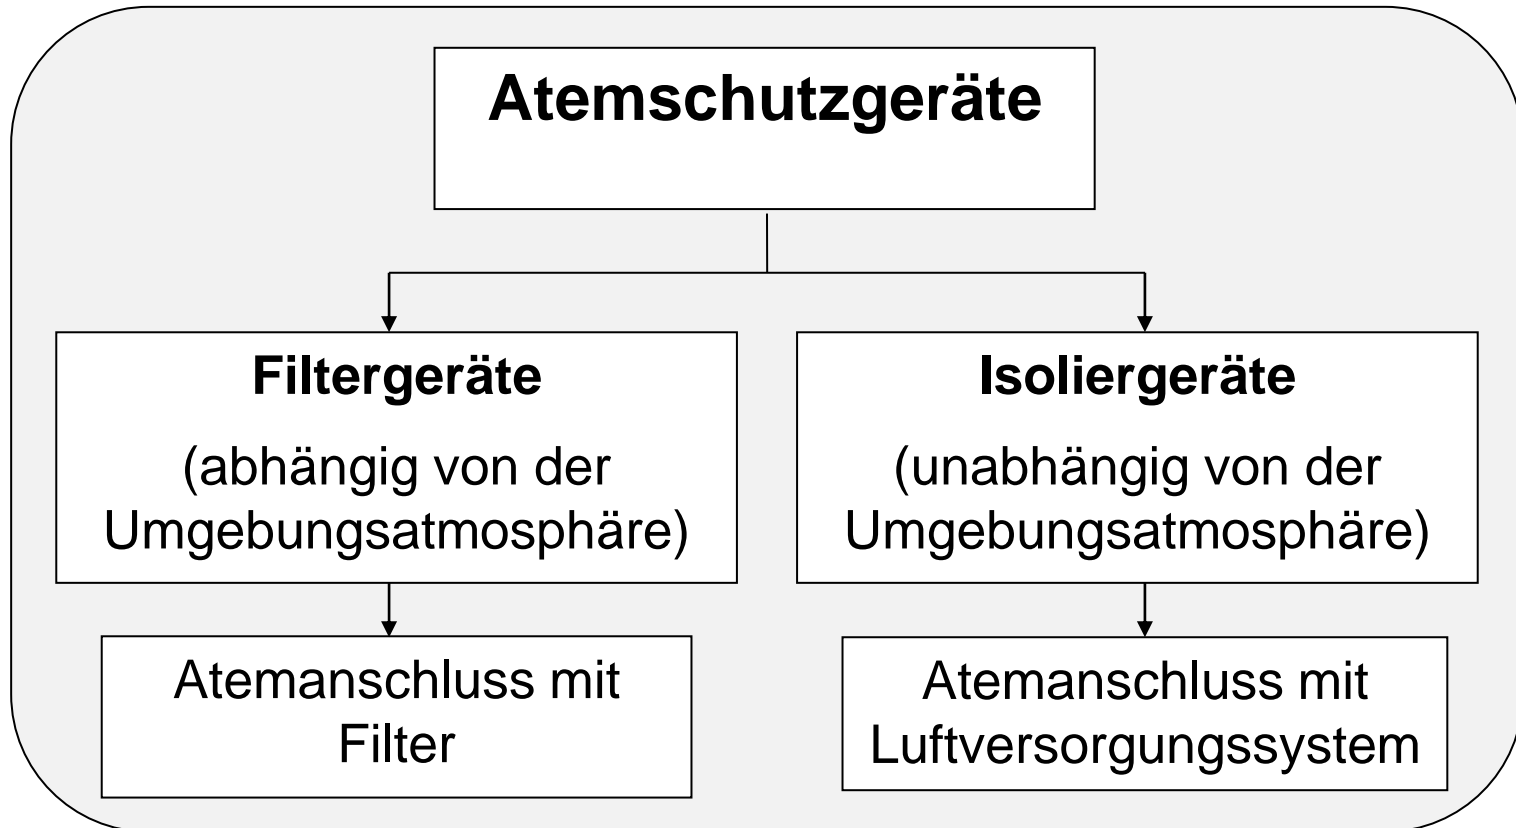 Atemschutzgeräte
Filtergeräte
(abhängig von der
Umgebungsatmosphäre)
Atemanschluss mit
Filter
Isoliergeräte
(unabhängig von der
Umgebungsatmosphäre)
Atemanschluss mit
Luftversorgungssystem